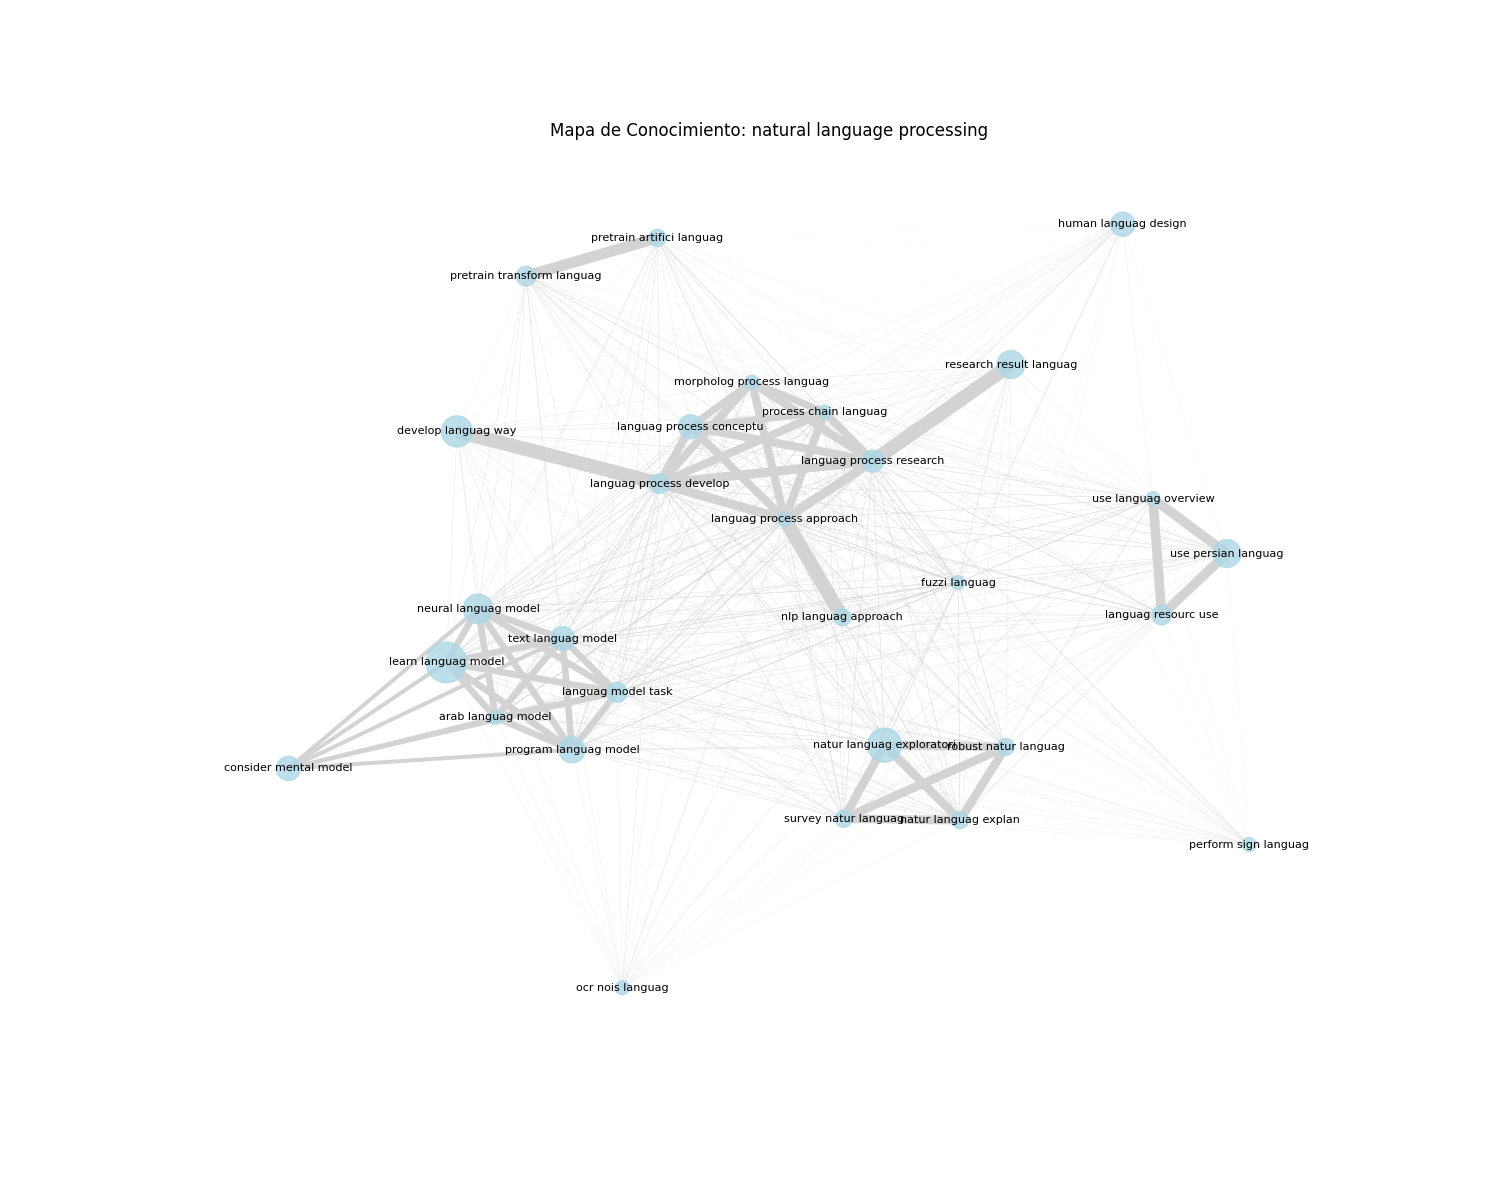 Mapa de Conocimiento: natural language processing
human languag design
pretrain artifici languag
pretrain transform languag
research result languag
morpholog process languag
process chain languag
languag process conceptu
develop languag way
languag process research
languag process develop
use languag overview
languag process approach
use persian languag
fuzzi languag
neural languag model
languag resourc use
nlp languag approach
text languag model
learn languag model
languag model task
arab languag model
natur languag exploratori
robust natur languag
program languag model
consider mental model
survey natur languag
natur languag explan
perform sign languag
ocr nois languag